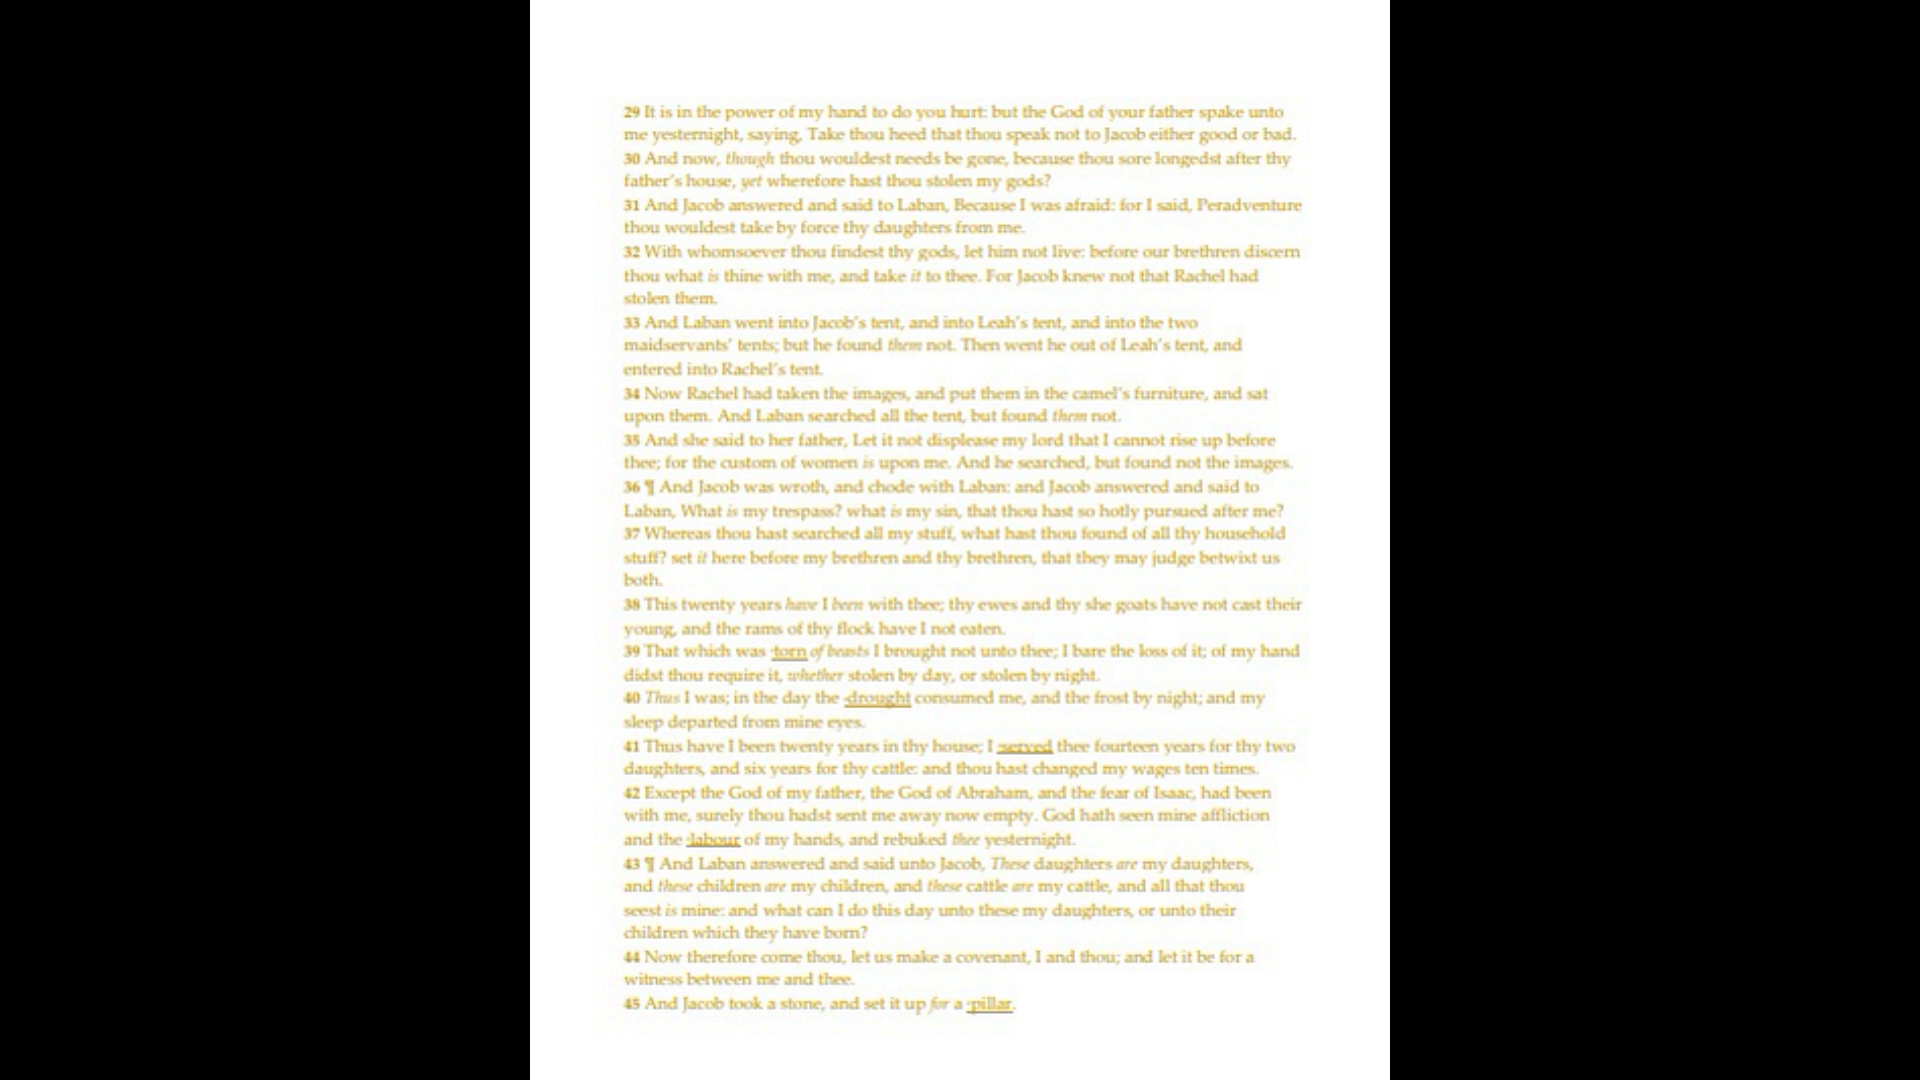 29 It is in the power of my hand to do you hurt: but the God of your father spake unto
me yesternight, saying, Take thou heed that thou speak not to Jacob either good or bad.
30 And now, though thou wouldest needs be gone, because thou sore longedst after thy
father's house, yet wherefore hast thou stolen my gods?
31 And Jacob answered and said to Laban, Because I was afraid: for I said, Peradventure
thou wouldest take by force thy daughters from me.
32 With whomsoever thou findest thy gods, let him not live: before our brethren discern
thou what is thine with me, and take it to thee. For Jacob knew not that Rachel had
stolen them.
33 And Laban went into Jacob's tent, and into Leah's tent, and into the two
maidservants' tents; but he found them not. Then went he out of Leah's tent, and
entered into Rachel's tent.
34 Now Rachel had taken the images, and put them in the camel's furniture, and sat
upon them. And Laban searched all the tent, but found them not.
35 And she said to her father, Let it not displease my lord that I cannot rise up before
thee; for the custom of women is upon me. And he searched, but found not the images.
36 ¶ And Jacob was wroth, and chode with Laban: and Jacob answered and said to
Laban, What is my trespass? what is my sin, that thou hast so hotly pursued after me?
37 Whereas thou hast searched all my stuff, what hast thou found of all thy household
stuff? set it here before my brethren and thy brethren, that they may judge betwixt us
both.
38 This twenty years have I been with thee; thy ewes and thy she goats have not cast their
young, and the rams of thy flock have I not eaten.
39 That which was torn of beasts I brought not unto thee; I bare the loss of it; of my hand
didst thou require it, whether stolen by day, or stolen by night.
40 Thus I was; in the day the drought consumed me, and the frost by night; and my
sleep departed from mine eyes.
41 Thus have I been twenty years in thy house; I served thee fourteen years for thy two
daughters, and six years for thy cattle: and thou hast changed my wages ten times.
42 Except the God of my father, the God of Abraham, and the fear of Isaac, had been
with me, surely thou hadst sent me away now empty. God hath seen mine affliction
and the labour of my hands, and rebuked thee yesternight.
43 ¶ And Laban answered and said unto Jacob, These daughters are my daughters,
and these children are my children, and these cattle are my cattle, and all that thou
seest is mine: and what can I do this day unto these my daughters, or unto their
children which they have born?
44 Now therefore come thou, let us make a covenant, I and thou; and let it be for a
witness between me and thee.
45 And Jacob took a stone, and set it up for a pillar.